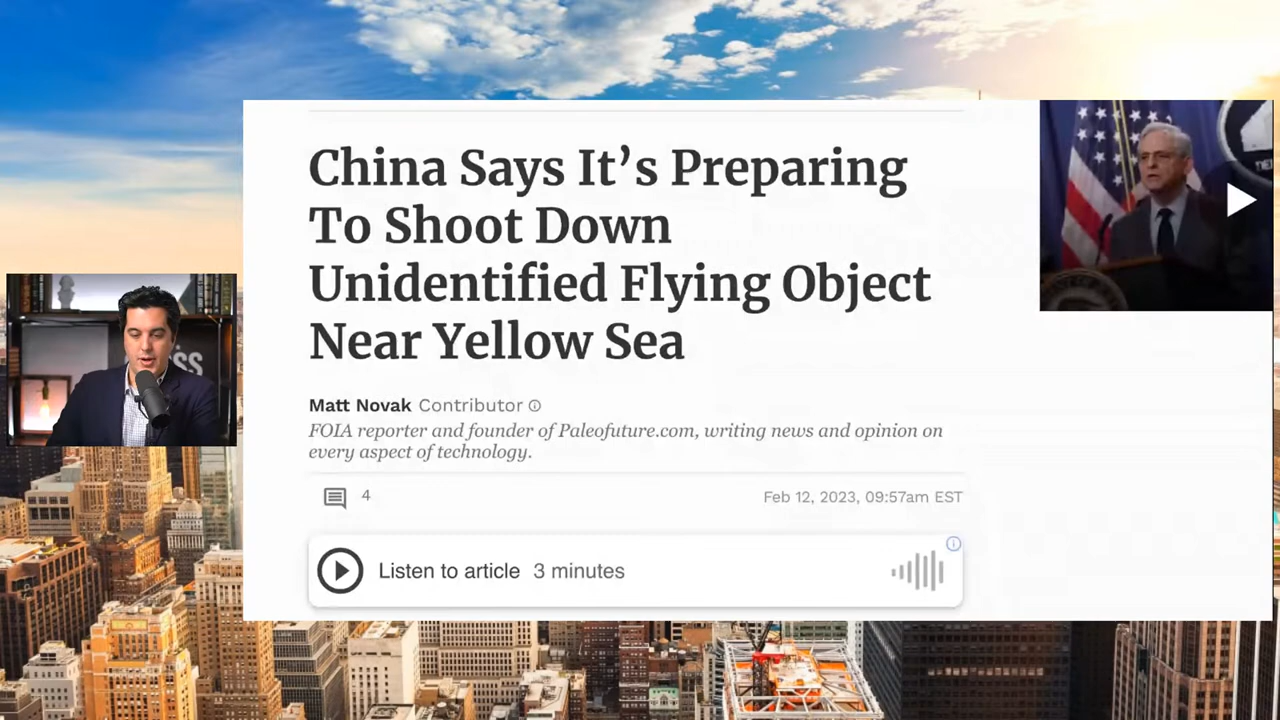 China Says It’s Preparing
To Shoot Down
Unidentified Flying Object
Near Yellow Sea
Matt Novak Contributor
FOIA reporter and founder of Paleofuture.com, writing news and opinion on
every aspect of technology.
4
Feb 12, 2023, 09:57am EST
Listen to article 3 minutes